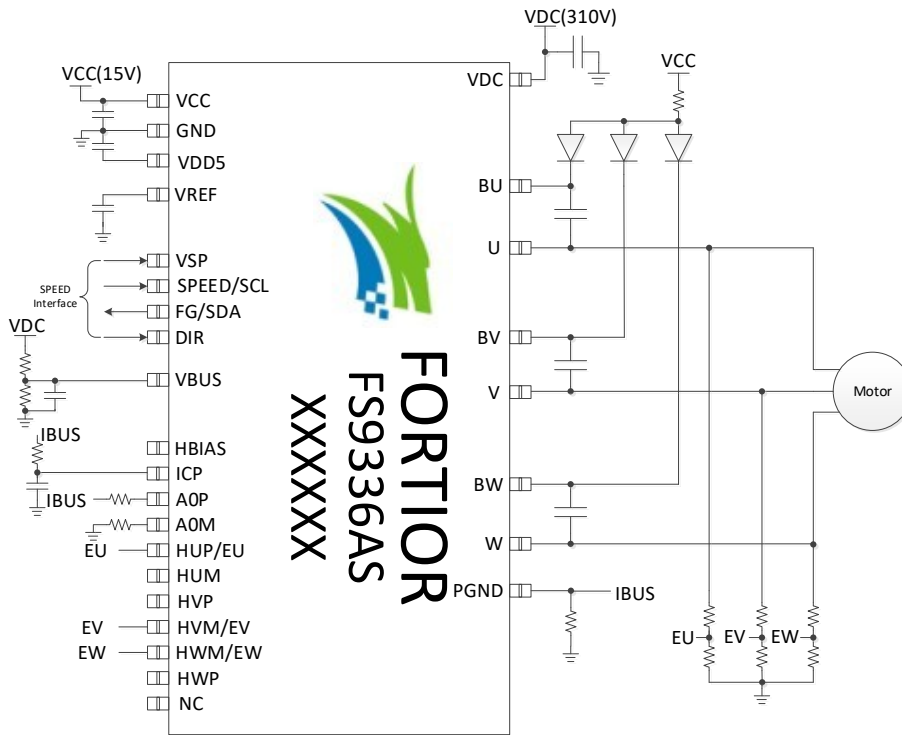 VDC(310V)
VCC(15V)
VCC
VCC
GND
VDD5
VREF
VSP
SPEED/SCL
FG/SDA
DIR
SPEED
Interface
VDC
VBUS
IBUS
HBIAS
ICP
IBUS
A0P
A0M
EU
HUP/EU
HUM
HVP
EV
HVM/EV
EW
HWM/EW
HWP
NC
FORTIOR
FS9336AS
XXXXXX
VDC
BU
U
BV
V
BW
W
PGND
IBUS
Motor
EU
EV
EW